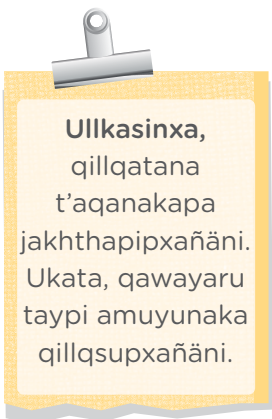 Ullkasinxa,
qillqatana
t'aqanakapa
jakhthapipxañäni.
Ukata, qawayaru
taypi amuyunaka
qillqsupxañäni.